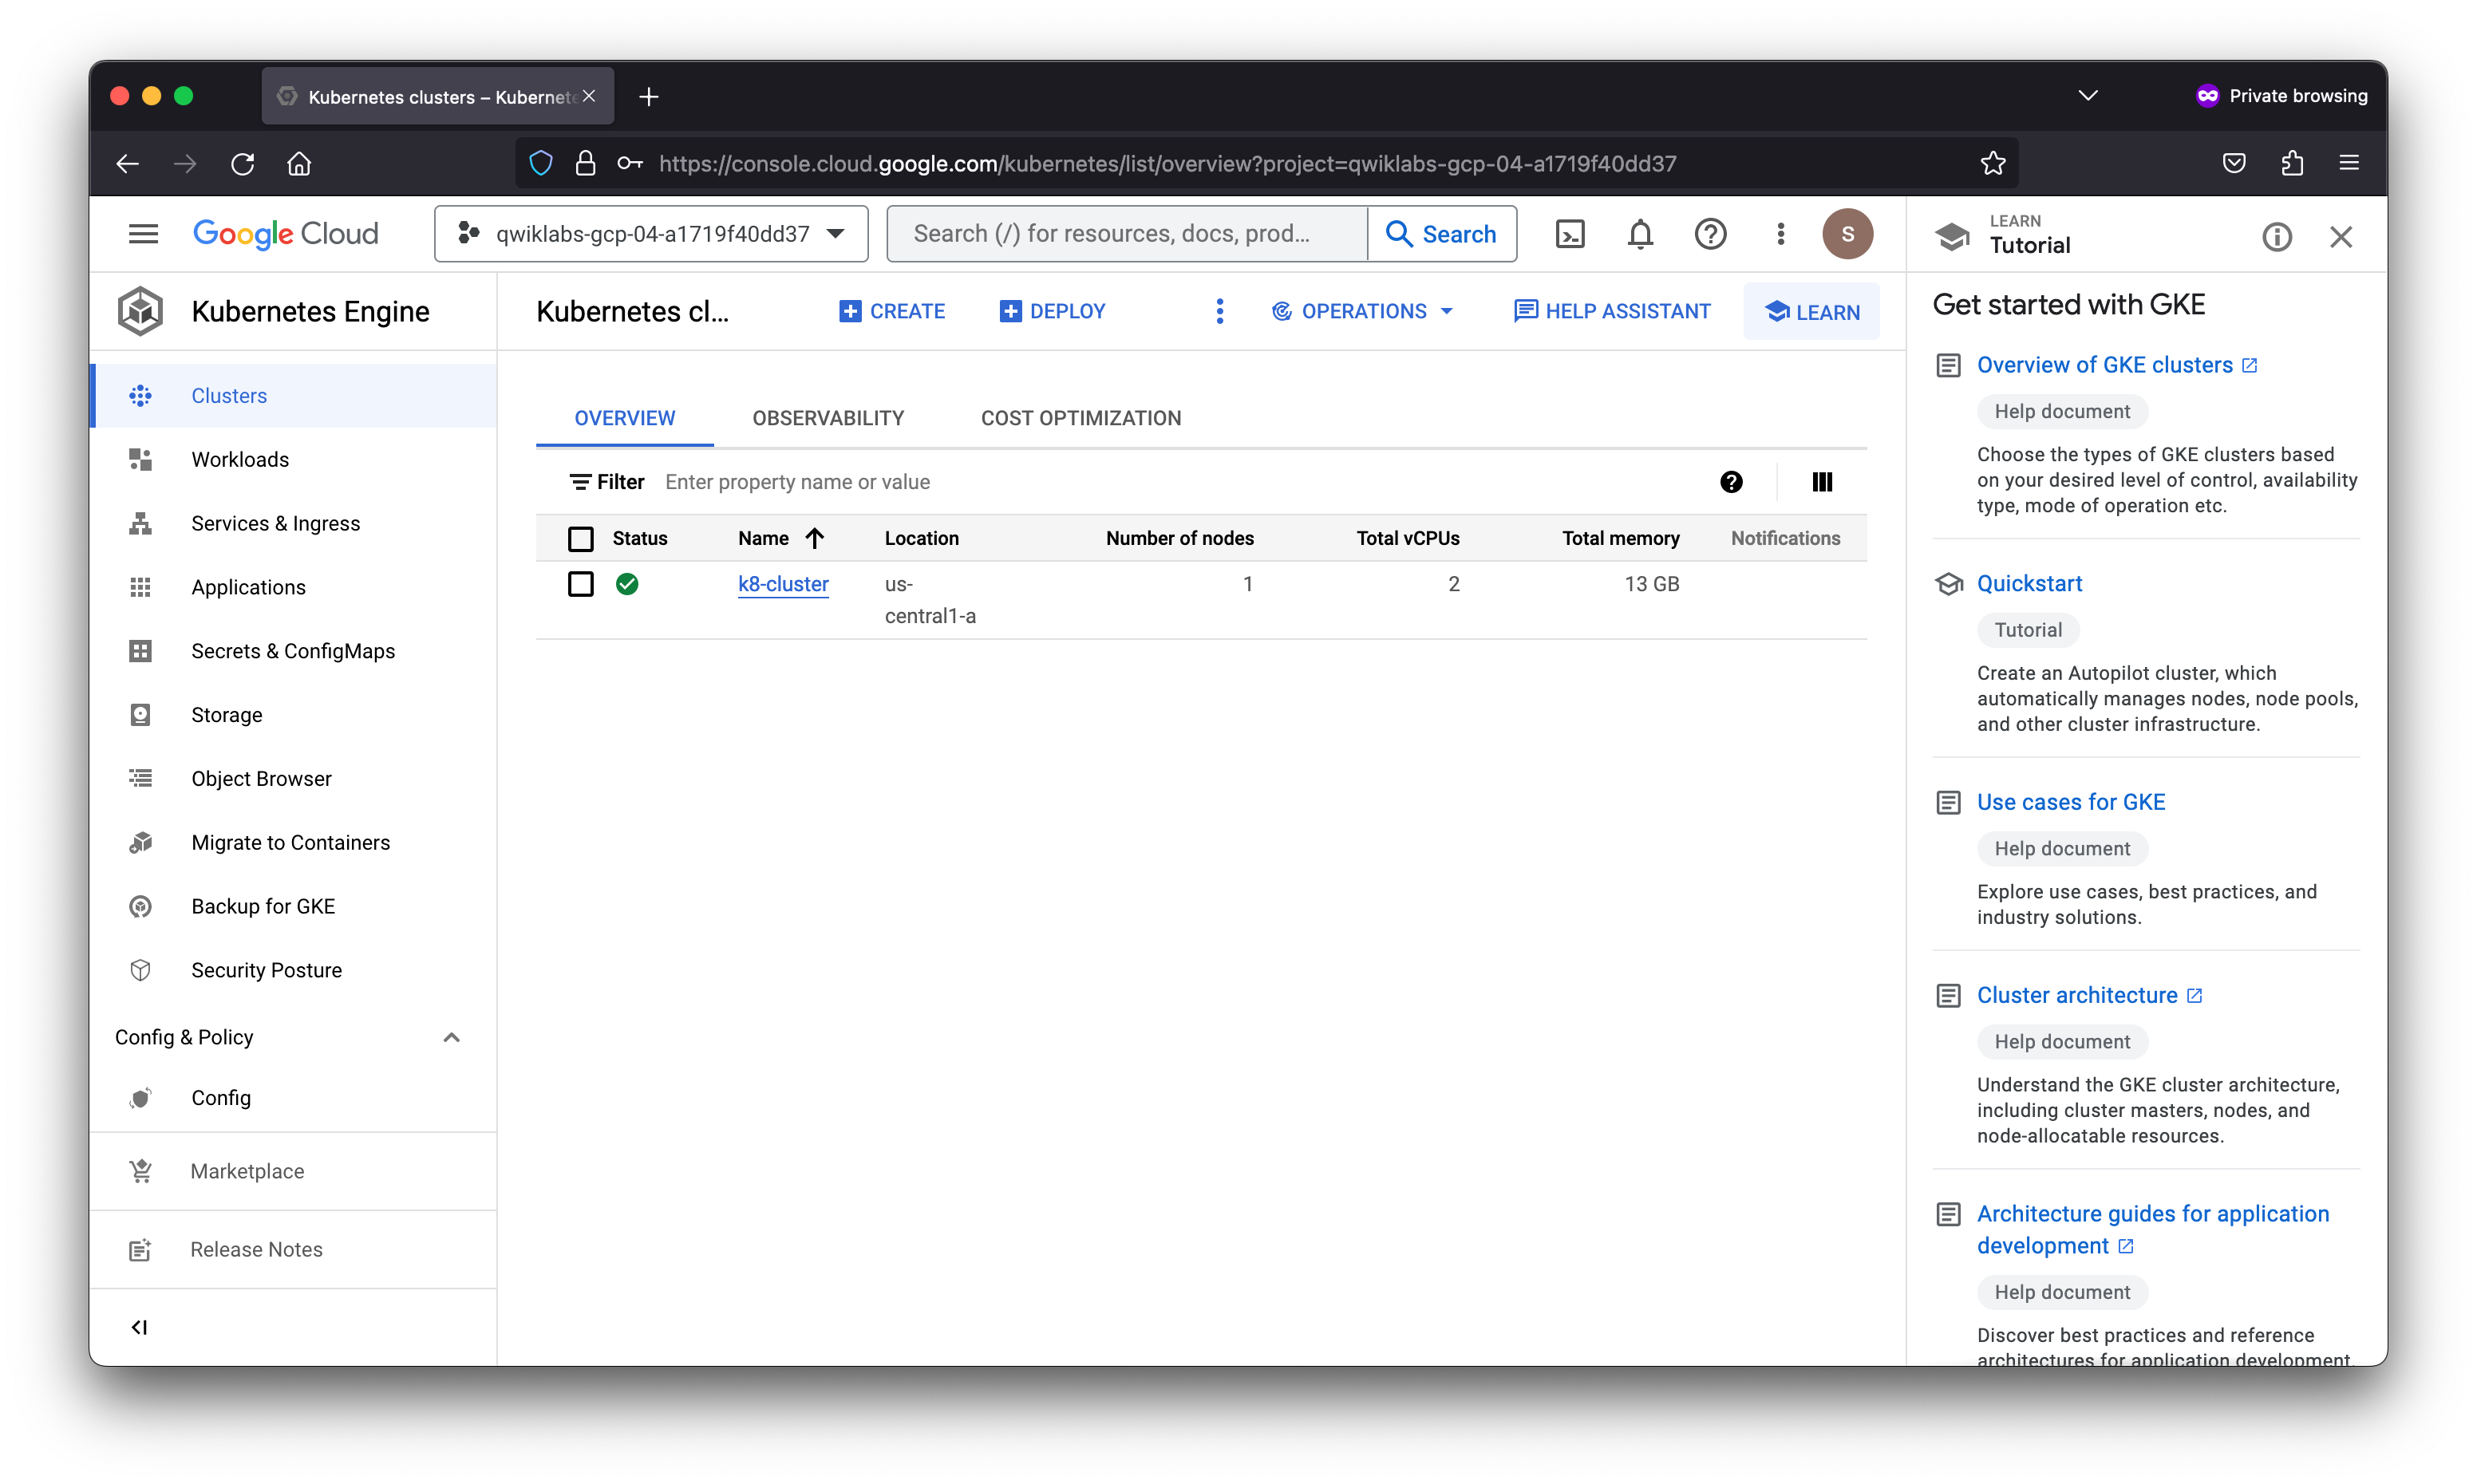 Kubernetes clusters – Kubernete
Private browsing
https://console.cloud.google.com/kubernetes/list/overview?project=qwiklabs-gcp-04-a1719f40dd37
Google Cloud
qwiklabs-gcp-04-a1719f40dd37
Search (/) for resources, docs, prod...
Search
S
LEARN
Tutorial
Kubernetes Engine
Clusters
Workloads
Services & Ingress
Applications
Secrets & ConfigMaps
Storage
Object Browser
Migrate to Containers
Backup for GKE
Security Posture
Config & Policy
Config
Marketplace
Release Notes
Kubernetes cl...
CREATE
DEPLOY
OPERATIONS
HELP ASSISTANT
LEARN
OVERVIEW
OBSERVABILITY
COST OPTIMIZATION
Filter
Enter property name or value
Status Name Location Number of nodes Total vCPUs Total memory Notifications
k8-cluster us- 1 2 13 GB
central1-a
Get started with GKE
Overview of GKE clusters
Help document
Choose the types of GKE clusters based
on your desired level of control, availability
type, mode of operation etc.
Quickstart
Tutorial
Create an Autopilot cluster, which
automatically manages nodes, node pools,
and other cluster infrastructure.
Use cases for GKE
Help document
Explore use cases, best practices, and
industry solutions.
Cluster architecture
Help document
Understand the GKE cluster architecture,
including cluster masters, nodes, and
node-allocatable resources.
Architecture guides for application
development
Help document
Discover best practices and reference
architectures for application development.